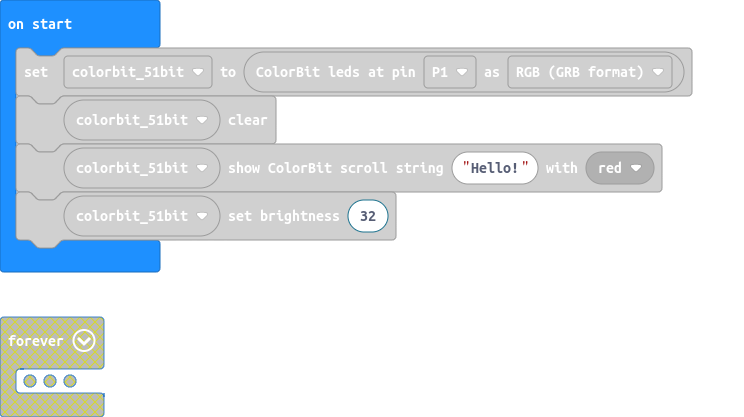 on start
set colorbit_51bit to ColorBit leds at pin P1 as RGB (GRB format)
colorbit_51bit clear
colorbit_51bit show ColorBit scroll string "Hello!" with red
colorbit_51bit set brightness 32
forever